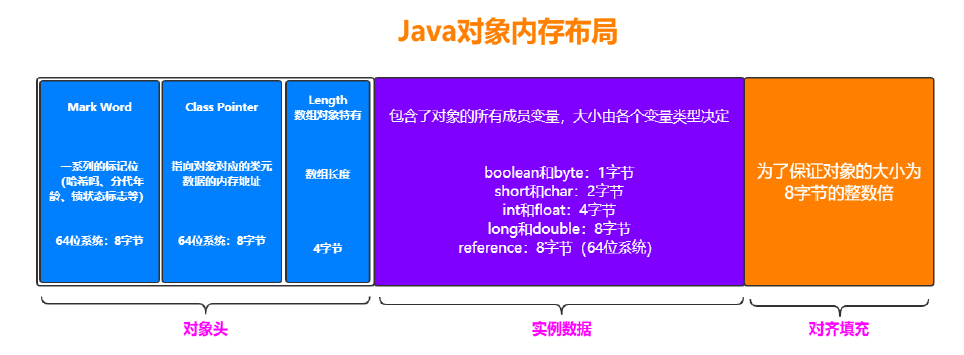 Java对象内存布局
Mark Word
一系列的标记位
（哈希吗、分代年
龄、锁状态标志等）
64位系统：8字节
Class Pointer
指向对象对应的类元
数据的内存地址
64位系统：8字节
Length
数组对象特有
数组长度
4字节
包含了对象的所有成员变量，大小由各个变量类型决定
boolean和byte：1字节
short和char：2字节
int和float：4字节
long和double：8字节
reference：8字节（64位系统）
为了保证对象的大小为
8字节的整数倍
对象头
实例数据
对齐填充